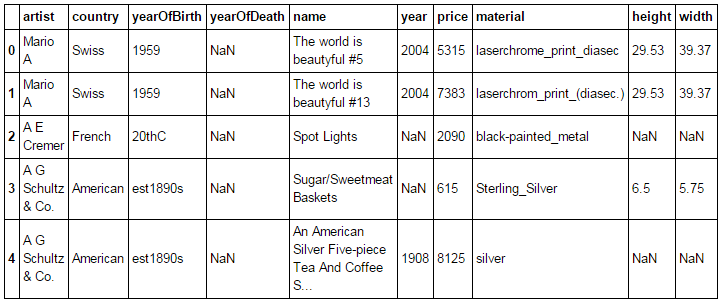 artist country yearOfBirth yearOfDeath name year price material height width
0 Mario A Swiss 1959 NaN The world is beautyful #5 2004 5315 laserchrome_print_diasec 29.53 39.37
1 Mario A Swiss 1959 NaN The world is beautyful #13 2004 7383 laserchrom_print_(diasec.) 29.53 39.37
2 A E Cremer French 20thC NaN Spot Lights NaN 2090 black-painted_metal NaN NaN
3 A G Schultz & Co. American est1890s NaN Sugar/Sweetmeat Baskets NaN 615 Sterling_Silver 6.5 5.75
4 A G Schultz & Co. American est1890s NaN An American Silver Five-piece Tea And Coffee S... 1908 8125 silver NaN NaN